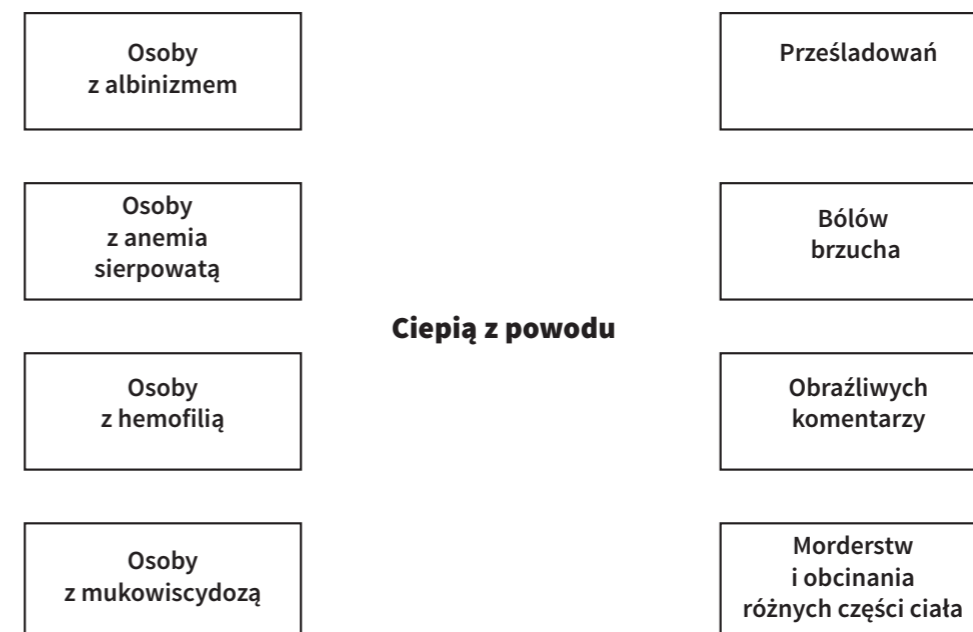 Osoby
z albinizmem
Prześladowań
Osoby
z anemia
sierpowatą
Bólów
brzucha
Ciepią z powodu
Osoby
z hemofilią
Obraźliwych
komentarzy
Osoby
z mukowiscydozą
Morderstw
i obcinania
różnych części ciała